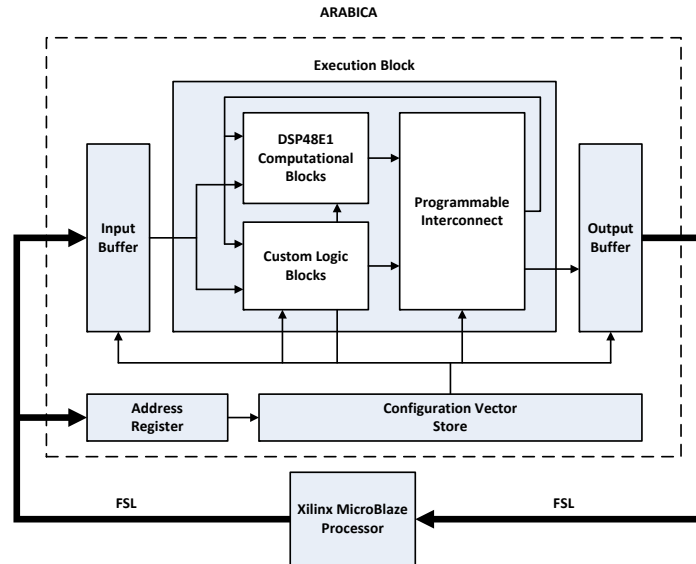 ARABICA
Execution Block
DSP48E1
Computational
Blocks
Programmable
Interconnect
Input
Buffer
Output
Buffer
Custom Logic
Blocks
Address
Register
Configuration Vector
Store
FSL
Xilinx MicroBlaze
Processor
FSL